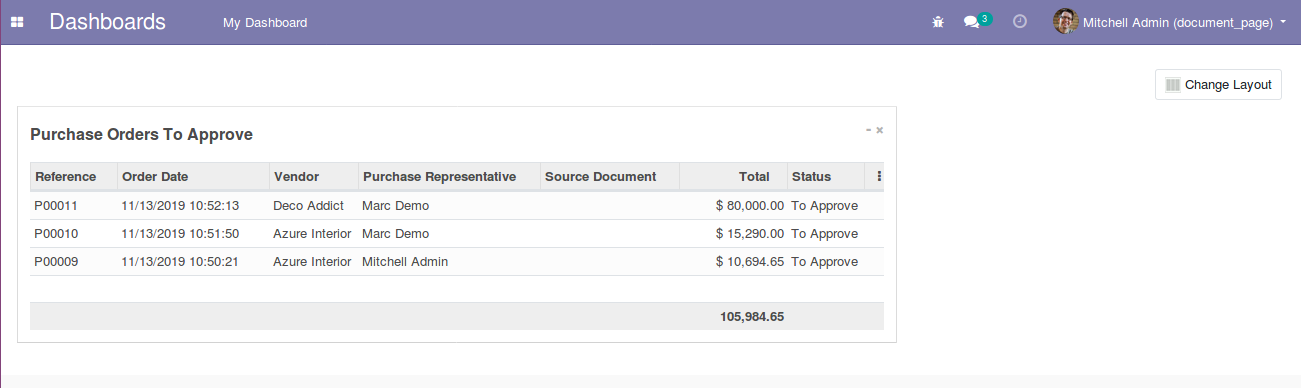 Dashboards My Dashboard 3 Mitchell Admin (document_page)
Change Layout
Purchase Orders To Approve
Reference Order Date Vendor Purchase Representative Source Document Total Status
P00011 11/13/2019 10:52:13 Deco Addict Marc Demo $ 80,000.00 To Approve
P00010 11/13/2019 10:51:50 Azure Interior Marc Demo $ 15,290.00 To Approve
P00009 11/13/2019 10:50:21 Azure Interior Mitchell Admin $ 10,694.65 To Approve
105,984.65